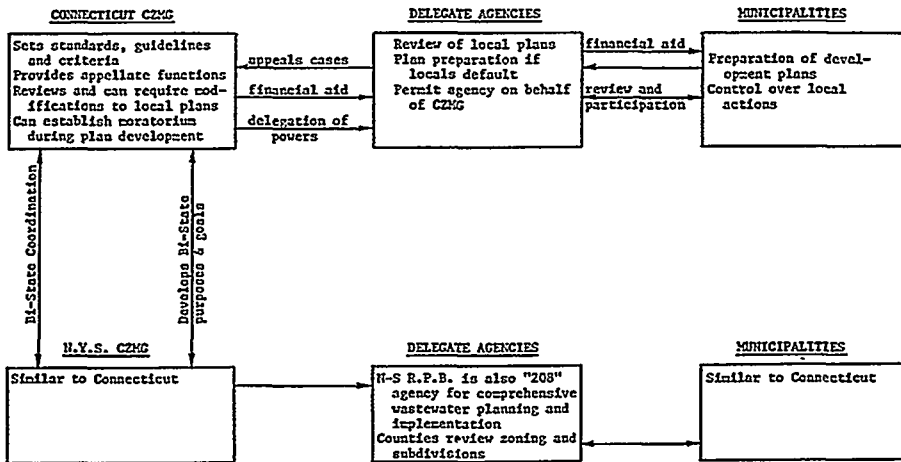 CONNECTICUT CZMG
Sets standards, guidelines
and criteria
Provides appellate functions
Reviews and can require mod-
ifications to local plans
Can establish moratorium
during plan development
appeals cases
financial aid
delegation of
powers
DELEGATE AGENCIES
Review of local plans
Plan preparation if
locals default
Permit agency on behalf
of CZMG
financial aid
review and
participation
MUNICIPALITIES
Preparation of devel-
opment plans
Control over local
actions
Bi-State Coordination
Develops Bi-State
purposes & goals
N.Y.S. CZMG
Similar to Connecticut
DELEGATE AGENCIES
N-S R.P.B. is also "208"
agency for comprehensive
wastewater planning and
implementation
Counties review zoning and
subdivisions
MUNICIPALITIES
Similar to Connecticut